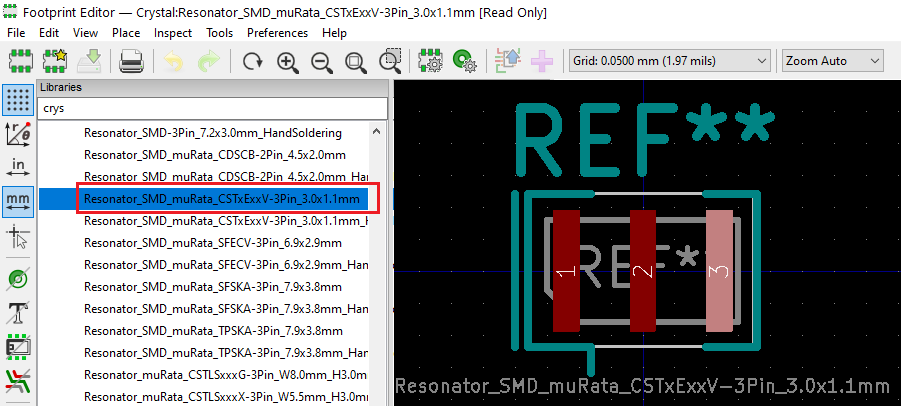 Footprint Editor — Crystal:Resonator_SMD_muRata_CSTxExxV-3Pin_3.0x1.1mm [Read Only]
File Edit View Place Inspect Tools Preferences Help
Grid: 0.0500 mm (1.97 mils)
Zoom Auto
Libraries
crys
in
mm
Resonator_SMD-3Pin_7.2x3.0mm_HandSoldering
Resonator_SMD_muRata_CDSCB-2Pin_4.5x2.0mm
Resonator_SMD_muRata_CDSCB-2Pin_4.5x2.0mm_Har
Resonator_SMD_muRata_CSTxExxV-3Pin_3.0x1.1mm
Resonator_SMD_muRata_CSTxExxV-3Pin_3.0x1.1mm_H
Resonator_SMD_muRata_SFECV-3Pin_6.9x2.9mm
Resonator_SMD_muRata_SFECV-3Pin_6.9x2.9mm_Hand
Resonator_SMD_muRata_SFSKA-3Pin_7.9x3.8mm
Resonator_SMD_muRata_SFSKA-3Pin_7.9x3.8mm_Han
Resonator_SMD_muRata_TPSKA-3Pin_7.9x3.8mm
Resonator_SMD_muRata_TPSKA-3Pin_7.9x3.8mm_Han
Resonator_muRata_CSTLSxxxG-3Pin_W8.0mm_H3.0m
Resonator_muRata_CSTLSxxxX-3Pin_W5.5mm_H3.0m
REF**
REF*
1
2
3
Resonator_SMD_muRata_CSTxExxV-3Pin_3.0x1.1mm